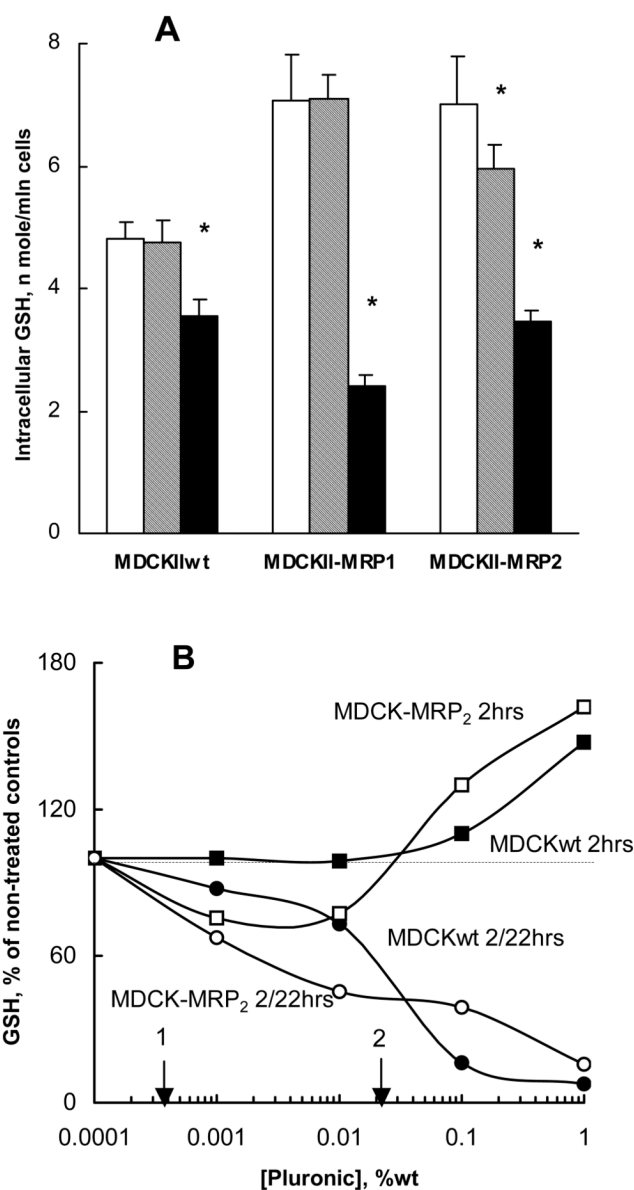 A
8
6
4
2
0
Intracellular GSH, n mole/mln cells
*
*
*
*
MDCKIIwt MDCKII-MRP1 MDCKII-MRP2
B
180
120
60
0
GSH, % of non-treated controls
MDCK-MRP2 2hrs
MDCKwt 2hrs
MDCKwt 2/22hrs
MDCK-MRP2 2/22hrs
1 2
0.0001 0.001 0.01 0.1 1
[Pluronic], %wt